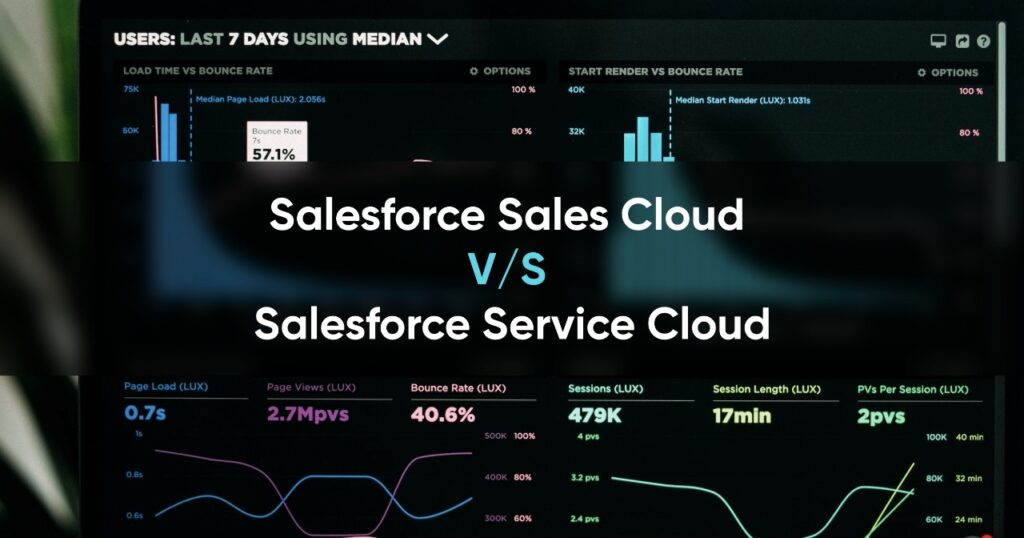 USERS: LAST 7 DAYS USING MEDIAN
LOAD TIME VS BOUNCE RATE
OPTIONS
75K
100 %
Median Page Load (LUX): 2.056s
60K
80 %
Bounce Rate
7s
57.1%
START RENDER VS BOUNCE RATE
OPTIONS
40K
100 %
Median Start Render (LUX): 1.031s
32K
80 %
?
Salesforce Sales Cloud
V/S
Salesforce Service Cloud
Page Load (LUX)
0.7s
Page Views (LUX)
2.7Mpvs
Bounce Rate (LUX)
40.6%
1s
500K 100%
0.8s
400K 80%
0.6s
300K 60%
Sessions (LUX)
479K
Session Length (LUX)
17min
PVs Per Session (LUX)
2pvs
4 pvs
100K 40 min
3.2 pvs
80K 32 min
2.4 pvs
60K 24 min